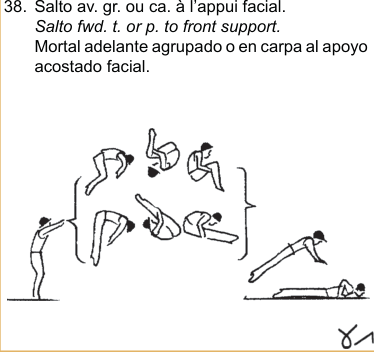 38. Salto av. gr. ou ca. à l'appui facial.
Salto fwd. t. or p. to front support.
Mortal adelante agrupado o en carpa al apoyo
acostado facial.